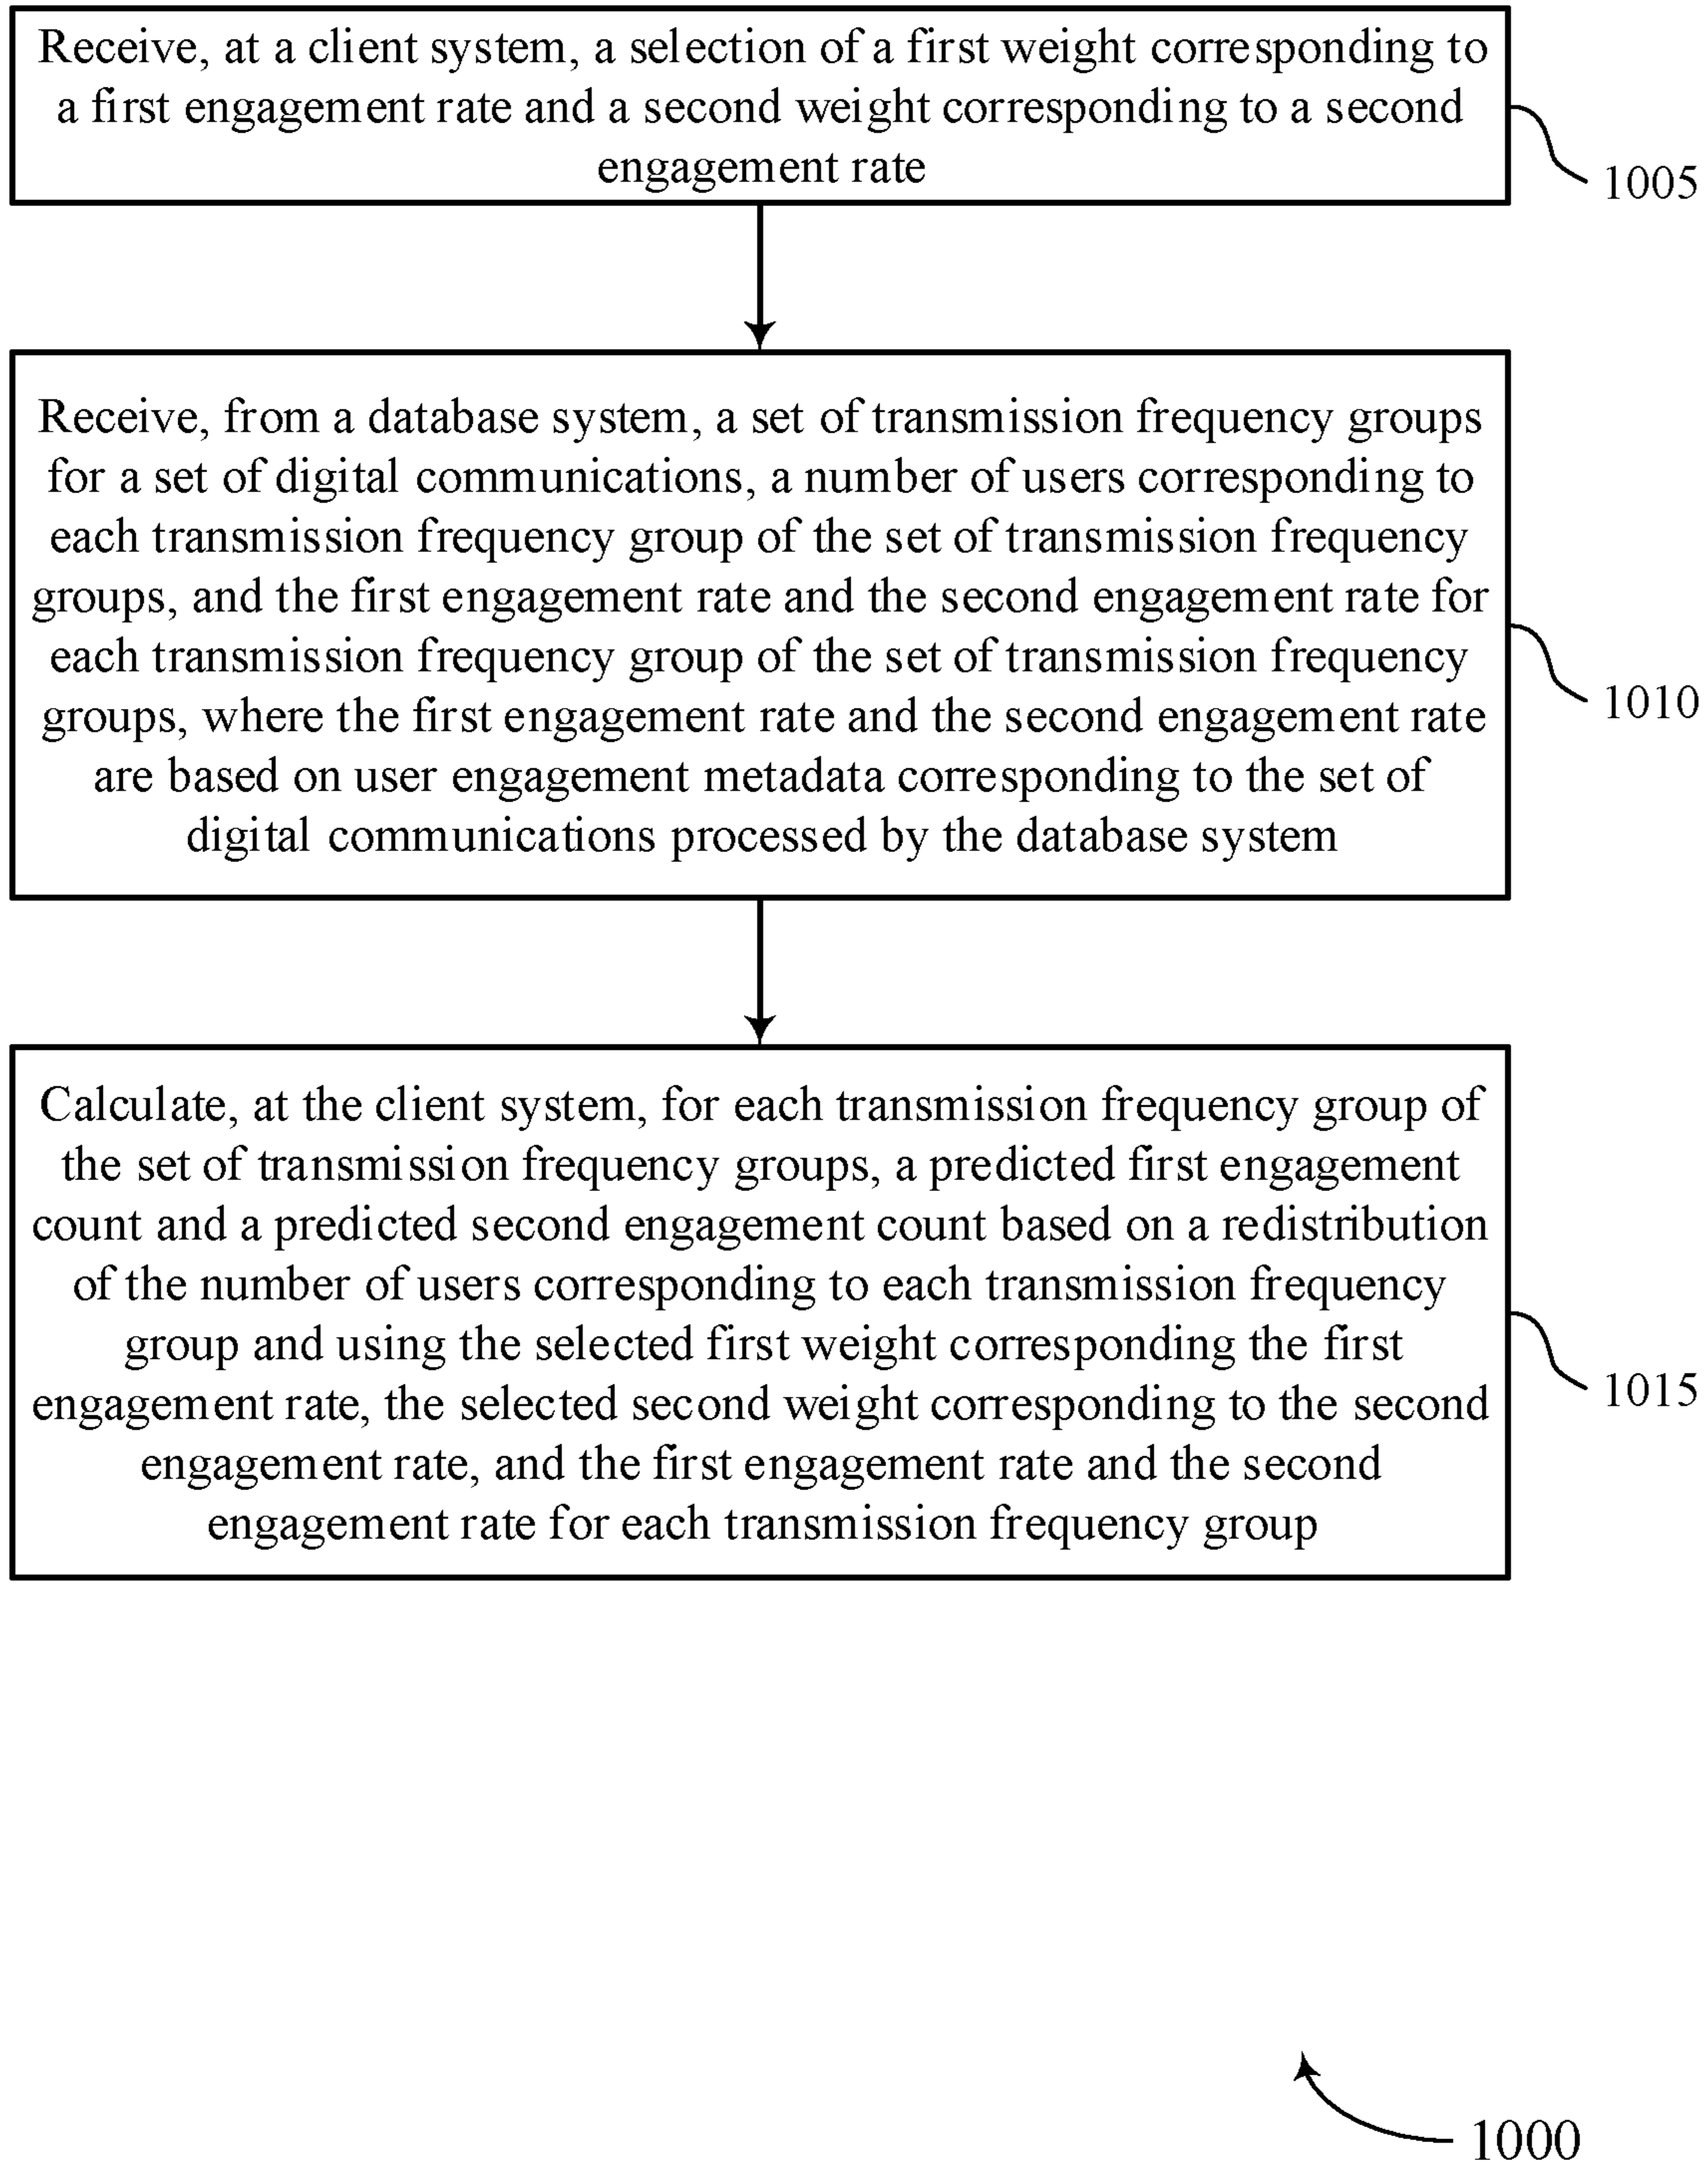 Receive, at a client system, a selection of a first weight corresponding to
a first engagement rate and a second weight corresponding to a second
engagement rate
1005
Receive, from a database system, a set of transmission frequency groups
for a set of digital communications, a number of users corresponding to
each transmission frequency group of the set of transmission frequency
groups, and the first engagement rate and the second engagement rate for
each transmission frequency group of the set of transmission frequency
groups, where the first engagement rate and the second engagement rate
are based on user engagement metadata corresponding to the set of
digital communications processed by the database system
1010
Calculate, at the client system, for each transmission frequency group of
the set of transmission frequency groups, a predicted first engagement
count and a predicted second engagement count based on a redistribution
of the number of users corresponding to each transmission frequency
group and using the selected first weight corresponding the first
engagement rate, the selected second weight corresponding to the second
engagement rate, and the first engagement rate and the second
engagement rate for each transmission frequency group
1015
1000